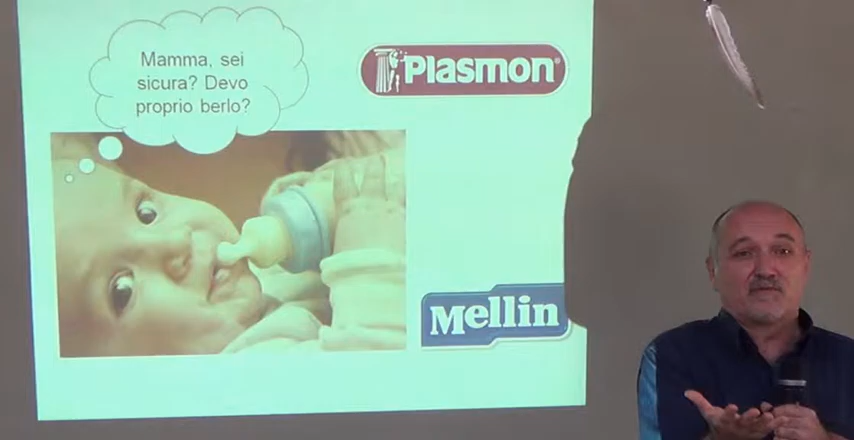 Mamma, sei
sicura? Devo
proprio berlo?
Plasmon
Mellin